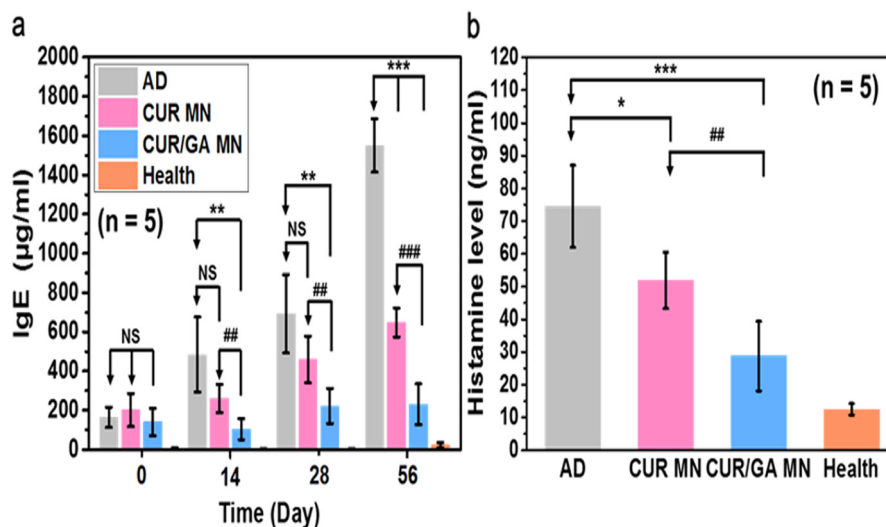 a
2000
1800
1600
1400
1200
1000
800
600
400
200
0
IgE (µg/ml)
AD
CUR MN
CUR/GA MN
Health
(n = 5)
NS
NS
**
##
NS
**
##
***
###
0 14 28 56
Time (Day)
b
120
110
100
90
80
70
60
50
40
30
20
10
0
Histamine level (ng/ml)
(n = 5)
***
*
##
AD CUR MN CUR/GA MN Health